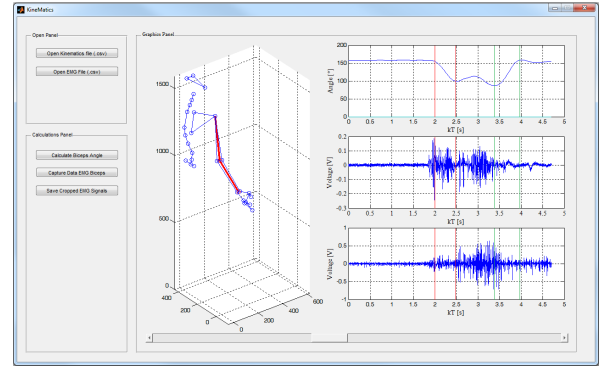 KineMatics
Open Panel
Open Kinematics file (.csv)
Open EMG File (.csv)
Calculations Panel
Calculate Biceps Angle
Capture Data EMG Biceps
Save Cropped EMG Signals
Graphics Panel
1500
1000
500
0
400
200
0
0
200
400
600
200
150
100
50
0
Angle [°]
0 0.5 1 1.5 2 2.5 3 3.5 4 4.5 5
kT [s]
0.2
0.1
0
-0.1
-0.2
-0.3
Voltage [V]
0 0.5 1 1.5 2 2.5 3 3.5 4 4.5 5
kT [s]
1
0.5
0
-0.5
-1
Voltage [V]
0 0.5 1 1.5 2 2.5 3 3.5 4 4.5 5
kT [s]